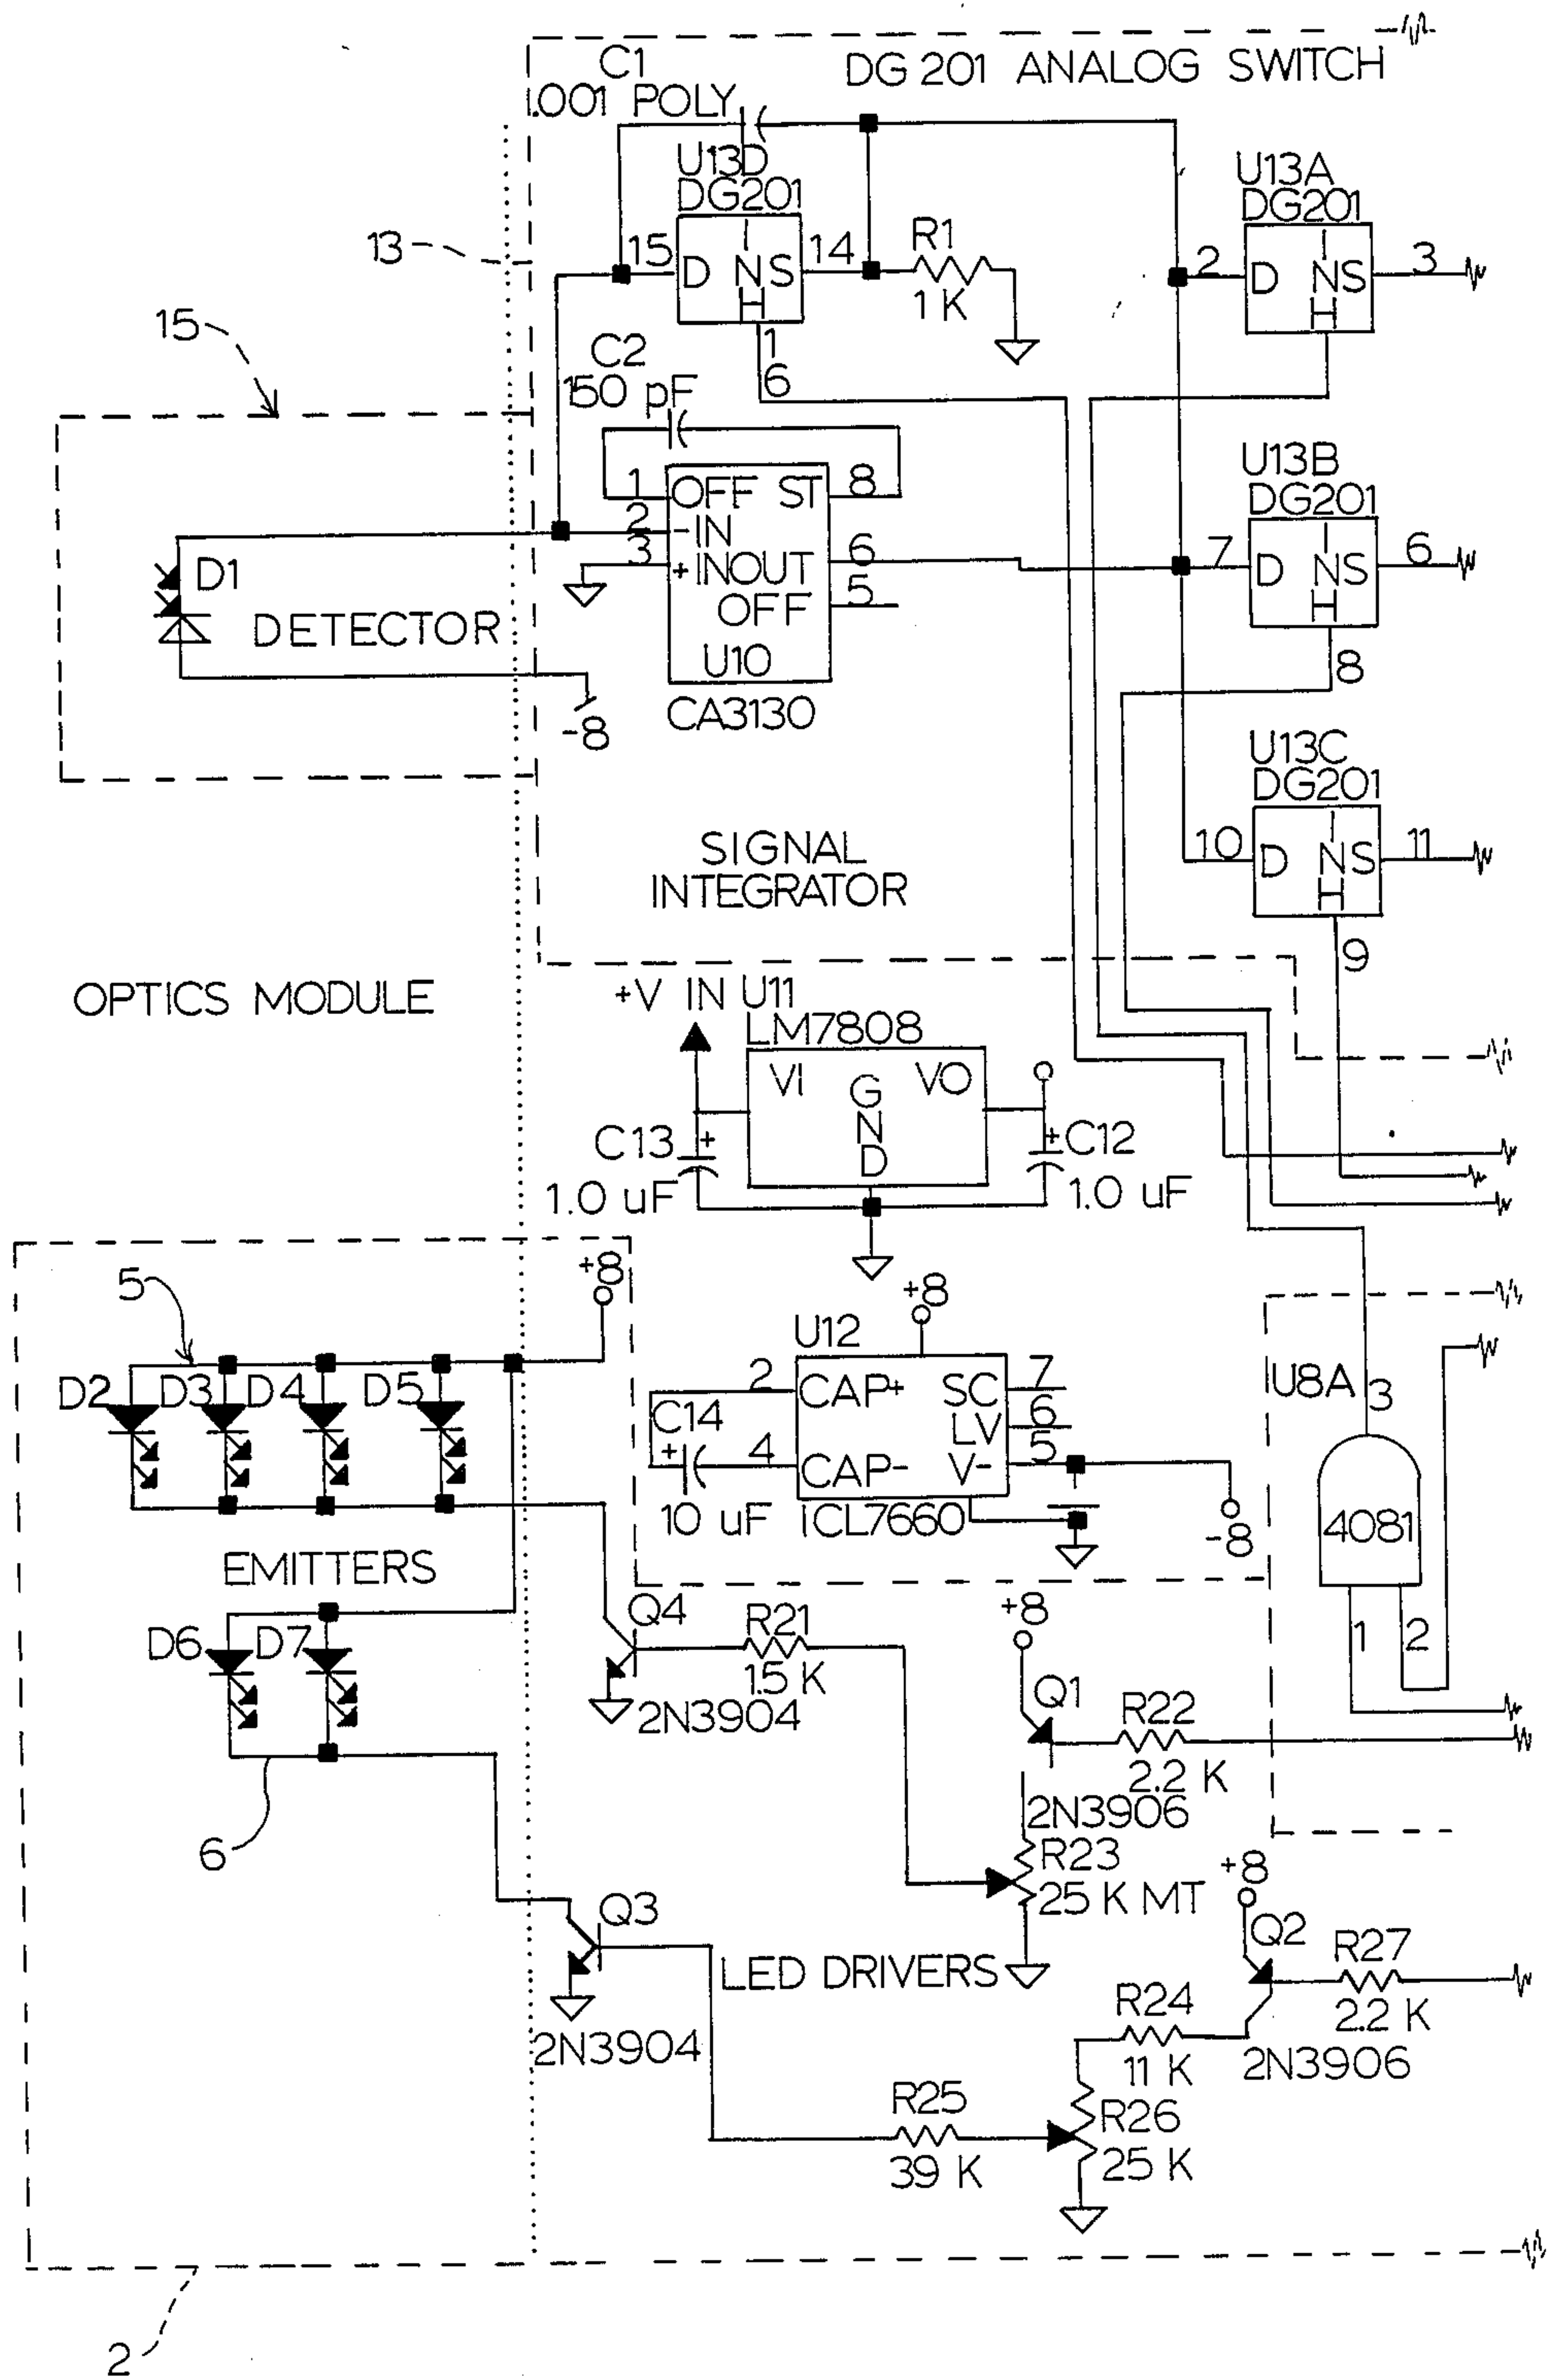 C1
.001 POLY
DG 201 ANALOG SWITCH
U13D
DG201
15 D INH S 14
1
6
R1
1 K
U13A
DG201
2 D INH S 3
13
15
C2
150 pF
1 OFF ST 8
2 -IN
3 +IN OUT 6
OFF 5
U10
CA3130
D1
DETECTOR
-8
U13B
DG201
7 D INH S 6
8
U13C
DG201
10 D INH S 11
9
SIGNAL
INTEGRATOR
OPTICS MODULE
+V IN
U11
LM7808
VI GND VO
C13 +
1.0 uF
+ C12
1.0 uF
5
+8
D2 D3 D4 D5
EMITTERS
D6 D7
6
+8
U12
2 CAP+ SC 7
LV 6
4 CAP- V- 5
C14
+
10 uF
ICL7660
-8
U8A
3
4081
1 2
Q4
2N3904
R21
1.5 K
+8
Q1
2N3906
R22
2.2 K
R23
25 K MT
Q3
2N3904
LED DRIVERS
+8
Q2
2N3906
R27
2.2 K
R24
11 K
R25
39 K
R26
25 K
2